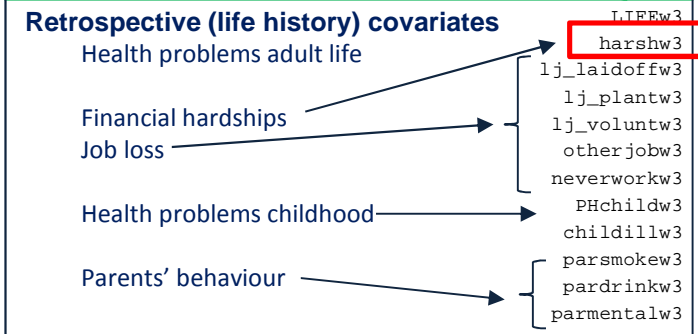 Retrospective (life history) covariates
LIFEw3
harshw3
Health problems adult life
lj_laidoffw3
lj_plantw3
Financial hardships
lj_voluntw3
Job loss
otherjobw3
neverworkw3
Health problems childhood
PHchildw3
childillw3
parsmokew3
Parents' behaviour
pardrinkw3
parmentalw3